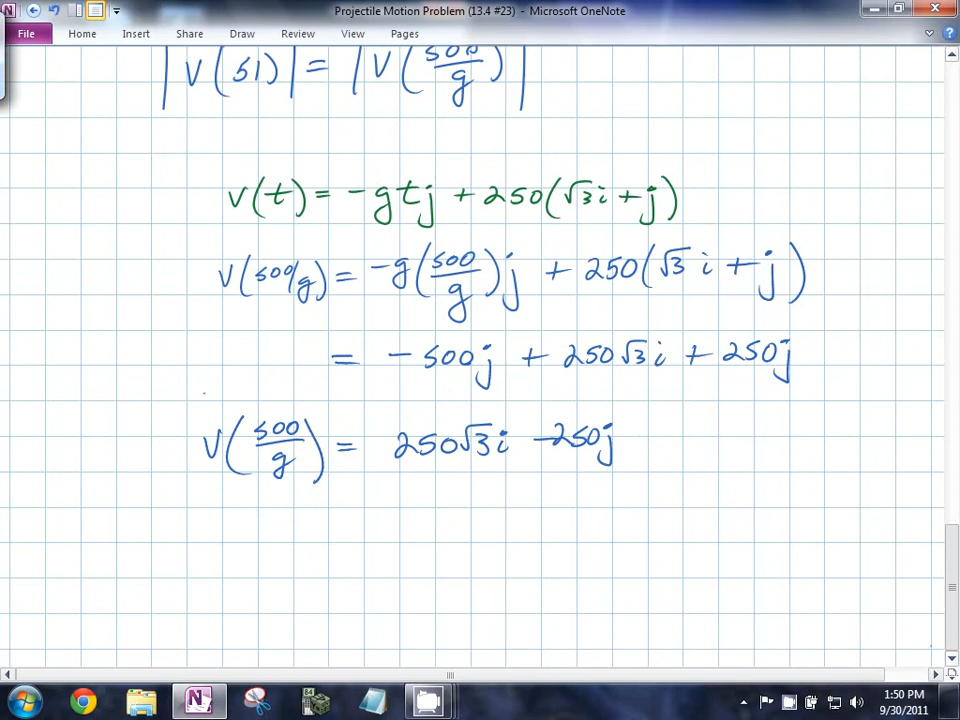 Projectile Motion Problem (13.4 #23) - Microsoft OneNote
File Home Insert Share Draw Review View Pages
|v(51)| = |v(500/g)|
v(t) = -gtj + 250(√3i + j)
v(500/g) = -g(500/g)j + 250(√3 i + j)
= -500j + 250√3i + 250j
v(500/g) = 250√3i - 250j
1:50 PM
9/30/2011